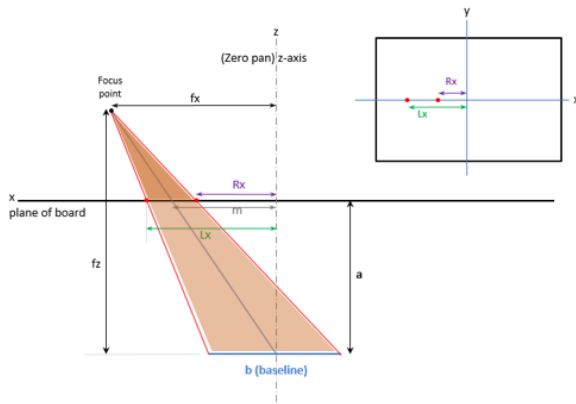 z
(Zero pan) z-axis
Focus
point
fx
Rx
x
plane of board
m
Lx
fz
a
b (baseline)
y
Rx
x
Lx